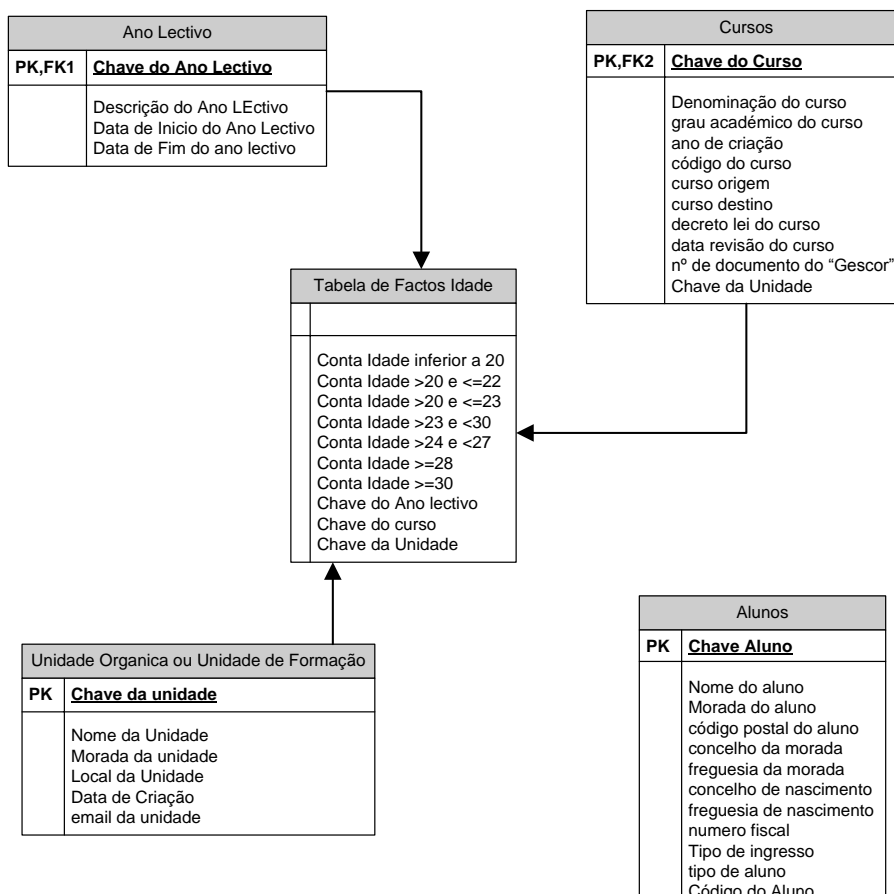 Ano Lectivo
PK,FK1 Chave do Ano Lectivo
Descrição do Ano LEctivo
Data de Inicio do Ano Lectivo
Data de Fim do ano lectivo
Cursos
PK,FK2 Chave do Curso
Denominação do curso
grau académico do curso
ano de criação
código do curso
curso origem
curso destino
decreto lei do curso
data revisão do curso
nº de documento do “Gescor”
Chave da Unidade
Tabela de Factos Idade
Conta Idade inferior a 20
Conta Idade >20 e <=22
Conta Idade >20 e <=23
Conta Idade >23 e <30
Conta Idade >24 e <27
Conta Idade >=28
Conta Idade >=30
Chave do Ano lectivo
Chave do curso
Chave da Unidade
Unidade Organica ou Unidade de Formação
PK Chave da unidade
Nome da Unidade
Morada da unidade
Local da Unidade
Data de Criação
email da unidade
Alunos
PK Chave Aluno
Nome do aluno
Morada do aluno
código postal do aluno
concelho da morada
freguesia da morada
concelho de nascimento
freguesia de nascimento
numero fiscal
Tipo de ingresso
tipo de aluno
Código do Aluno